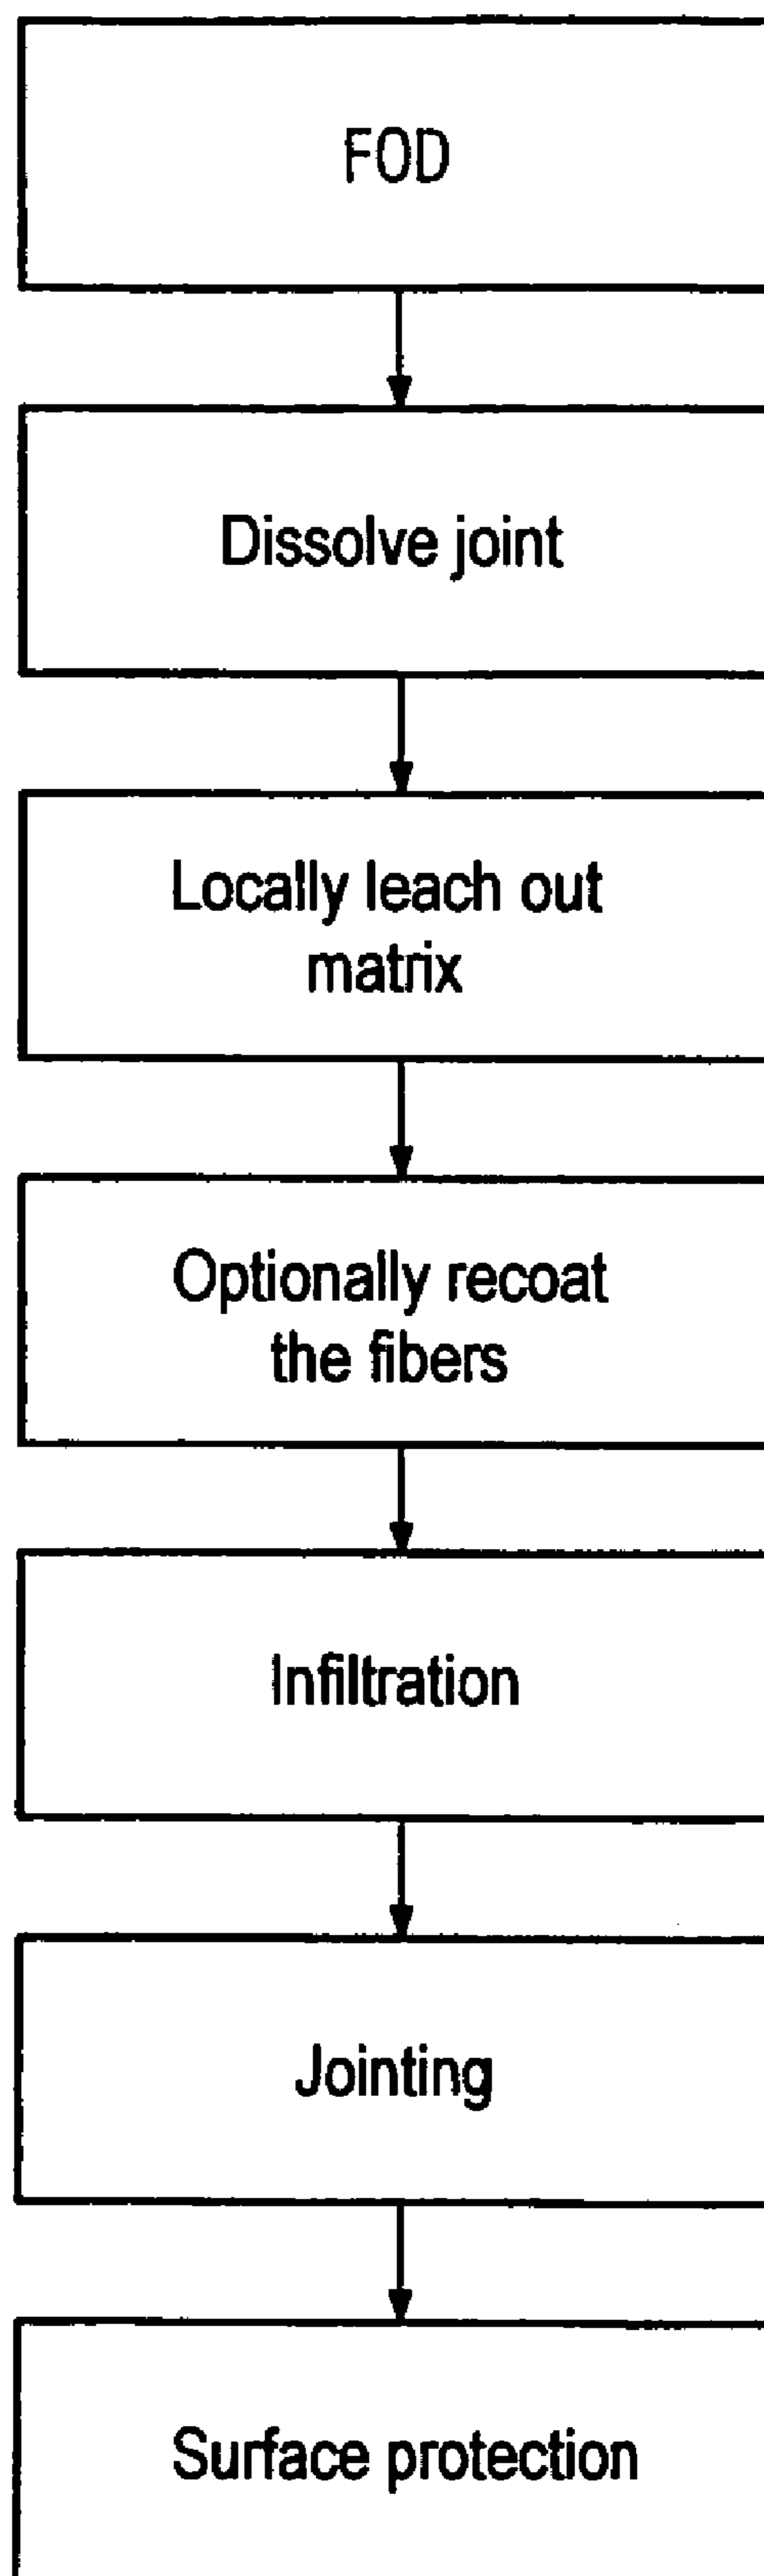 FOD
Dissolve joint
Locally leach out
matrix
Optionally recoat
the fibers
Infiltration
Jointing
Surface protection